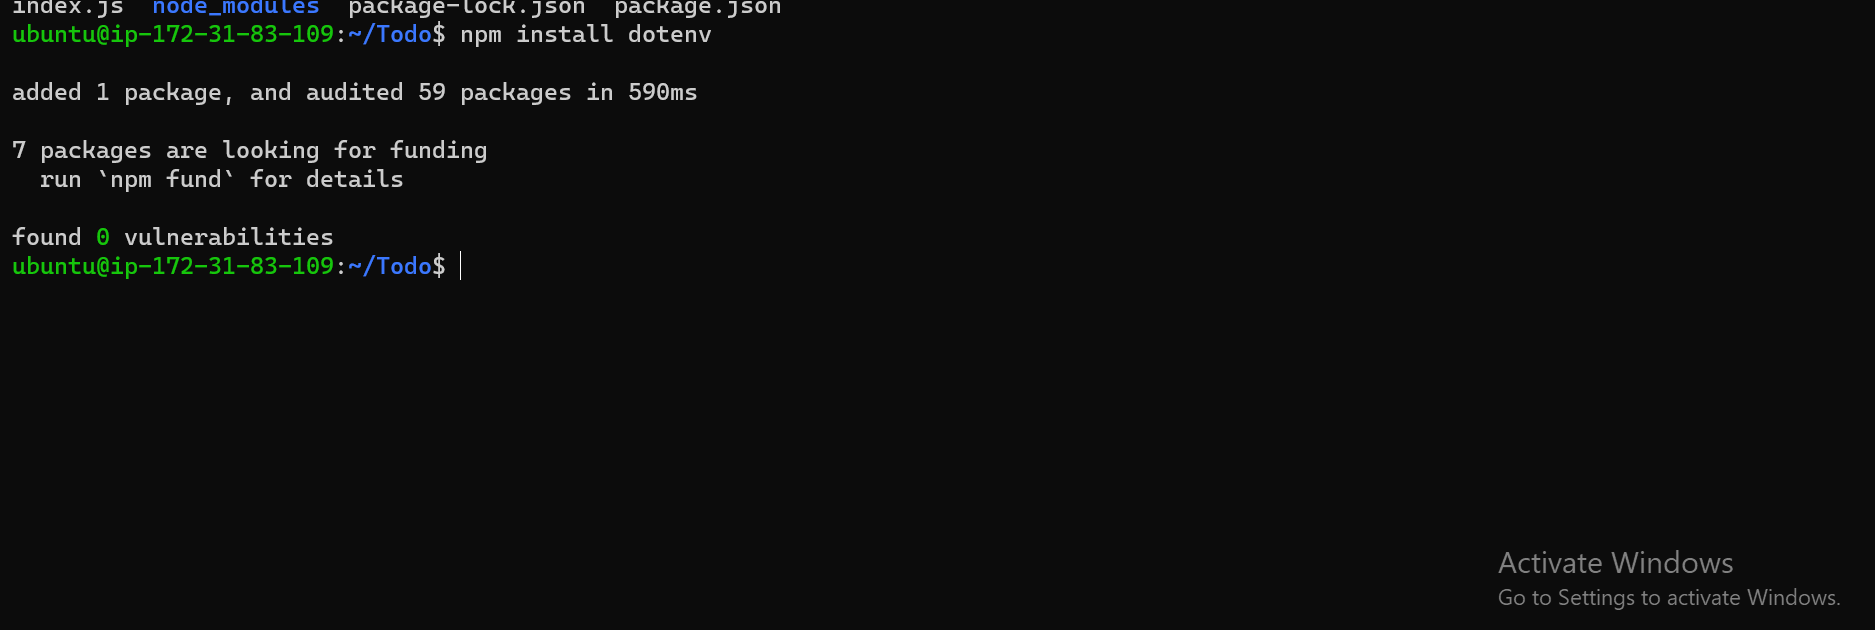 index.js  node_modules  package-lock.json  package.json
ubuntu@ip-172-31-83-109:~/Todo$ npm install dotenv
added 1 package, and audited 59 packages in 590ms
7 packages are looking for funding
  run `npm fund` for details
found 0 vulnerabilities
ubuntu@ip-172-31-83-109:~/Todo$
Activate Windows
Go to Settings to activate Windows.